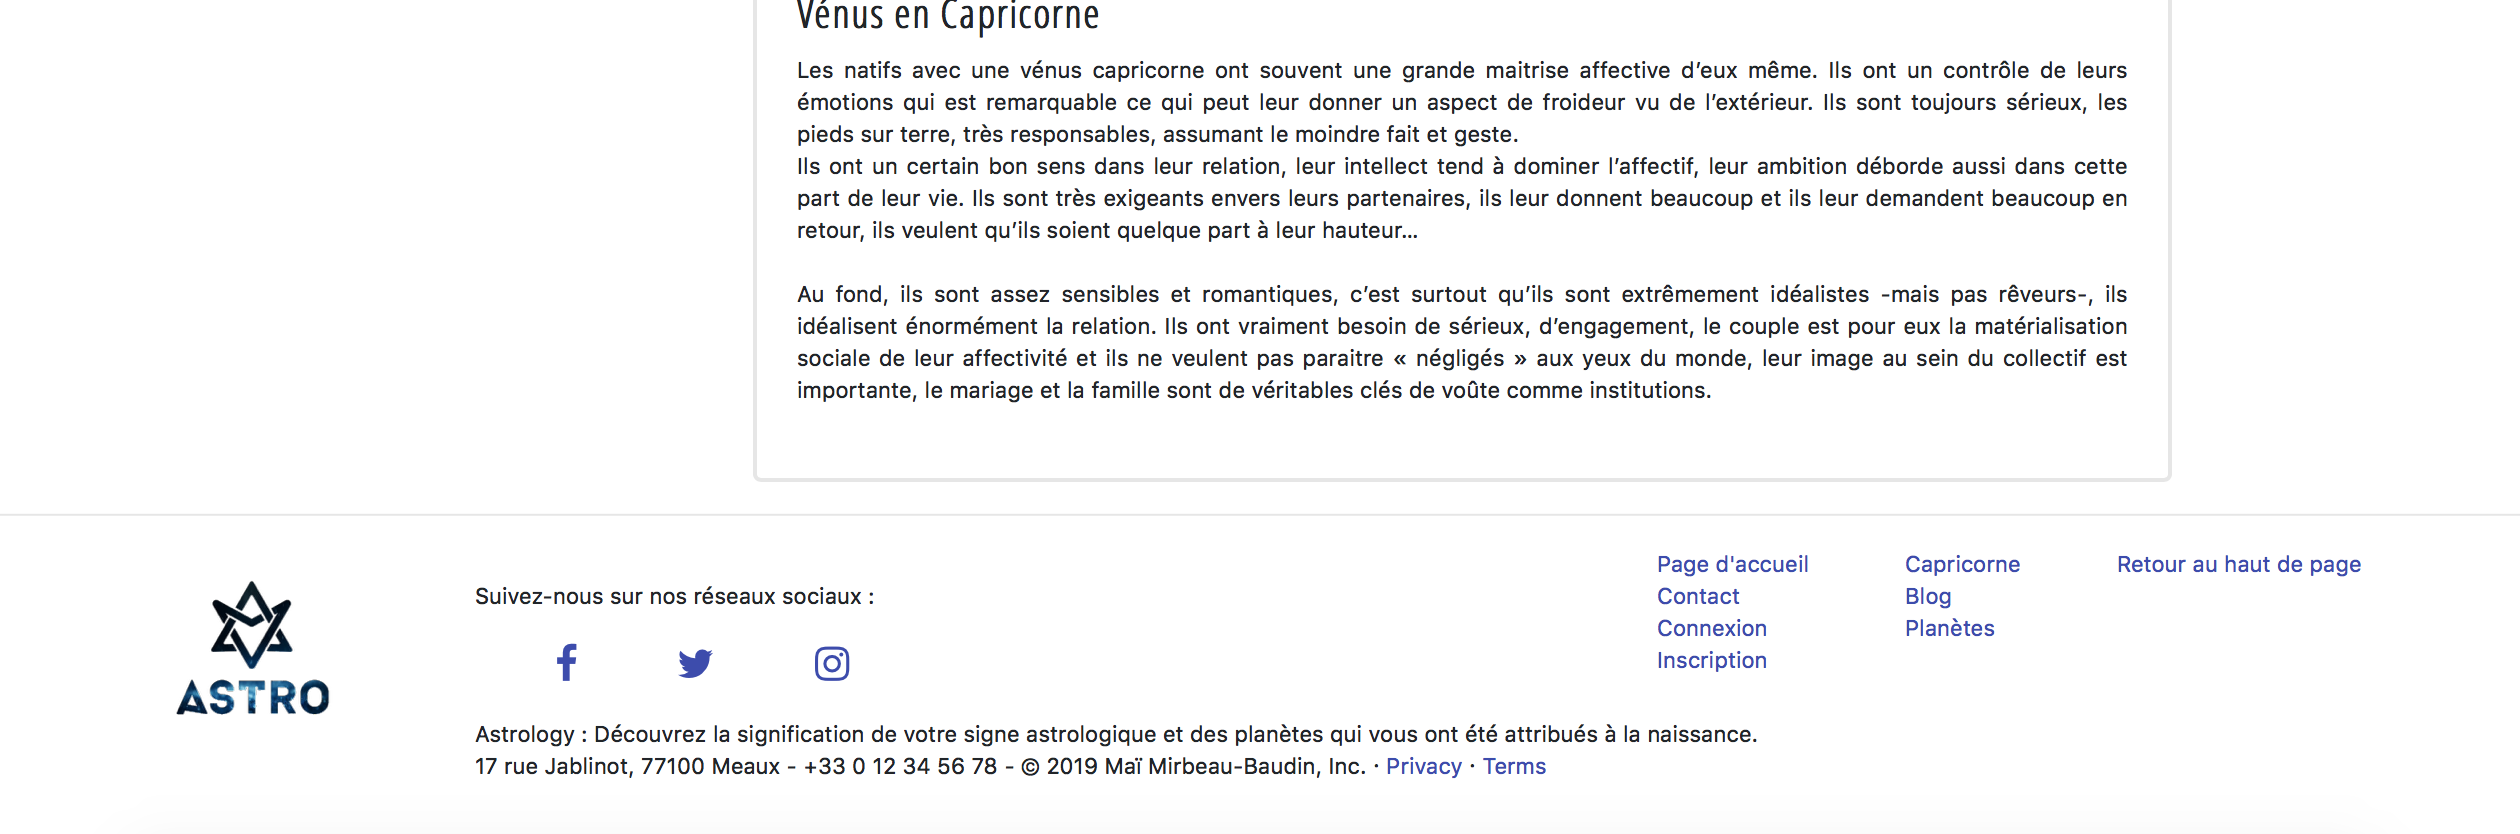 Vénus en Capricorne
Les natifs avec une vénus capricorne ont souvent une grande maitrise affective d’eux même. Ils ont un contrôle de leurs
émotions qui est remarquable ce qui peut leur donner un aspect de froideur vu de l’extérieur. Ils sont toujours sérieux, les
pieds sur terre, très responsables, assumant le moindre fait et geste.
Ils ont un certain bon sens dans leur relation, leur intellect tend à dominer l’affectif, leur ambition déborde aussi dans cette
part de leur vie. Ils sont très exigeants envers leurs partenaires, ils leur donnent beaucoup et ils leur demandent beaucoup en
retour, ils veulent qu’ils soient quelque part à leur hauteur…
Au fond, ils sont assez sensibles et romantiques, c’est surtout qu’ils sont extrêmement idéalistes -mais pas rêveurs-, ils
idéalisent énormément la relation. Ils ont vraiment besoin de sérieux, d’engagement, le couple est pour eux la matérialisation
sociale de leur affectivité et ils ne veulent pas paraitre « négligés » aux yeux du monde, leur image au sein du collectif est
importante, le mariage et la famille sont de véritables clés de voûte comme institutions.
ASTRO
Suivez-nous sur nos réseaux sociaux :
Page d'accueil
Contact
Connexion
Inscription
Capricorne
Blog
Planètes
Retour au haut de page
Astrology : Découvrez la signification de votre signe astrologique et des planètes qui vous ont été attribués à la naissance.
17 rue Jablinot, 77100 Meaux - +33 0 12 34 56 78 - © 2019 Maï Mirbeau-Baudin, Inc. · Privacy · Terms